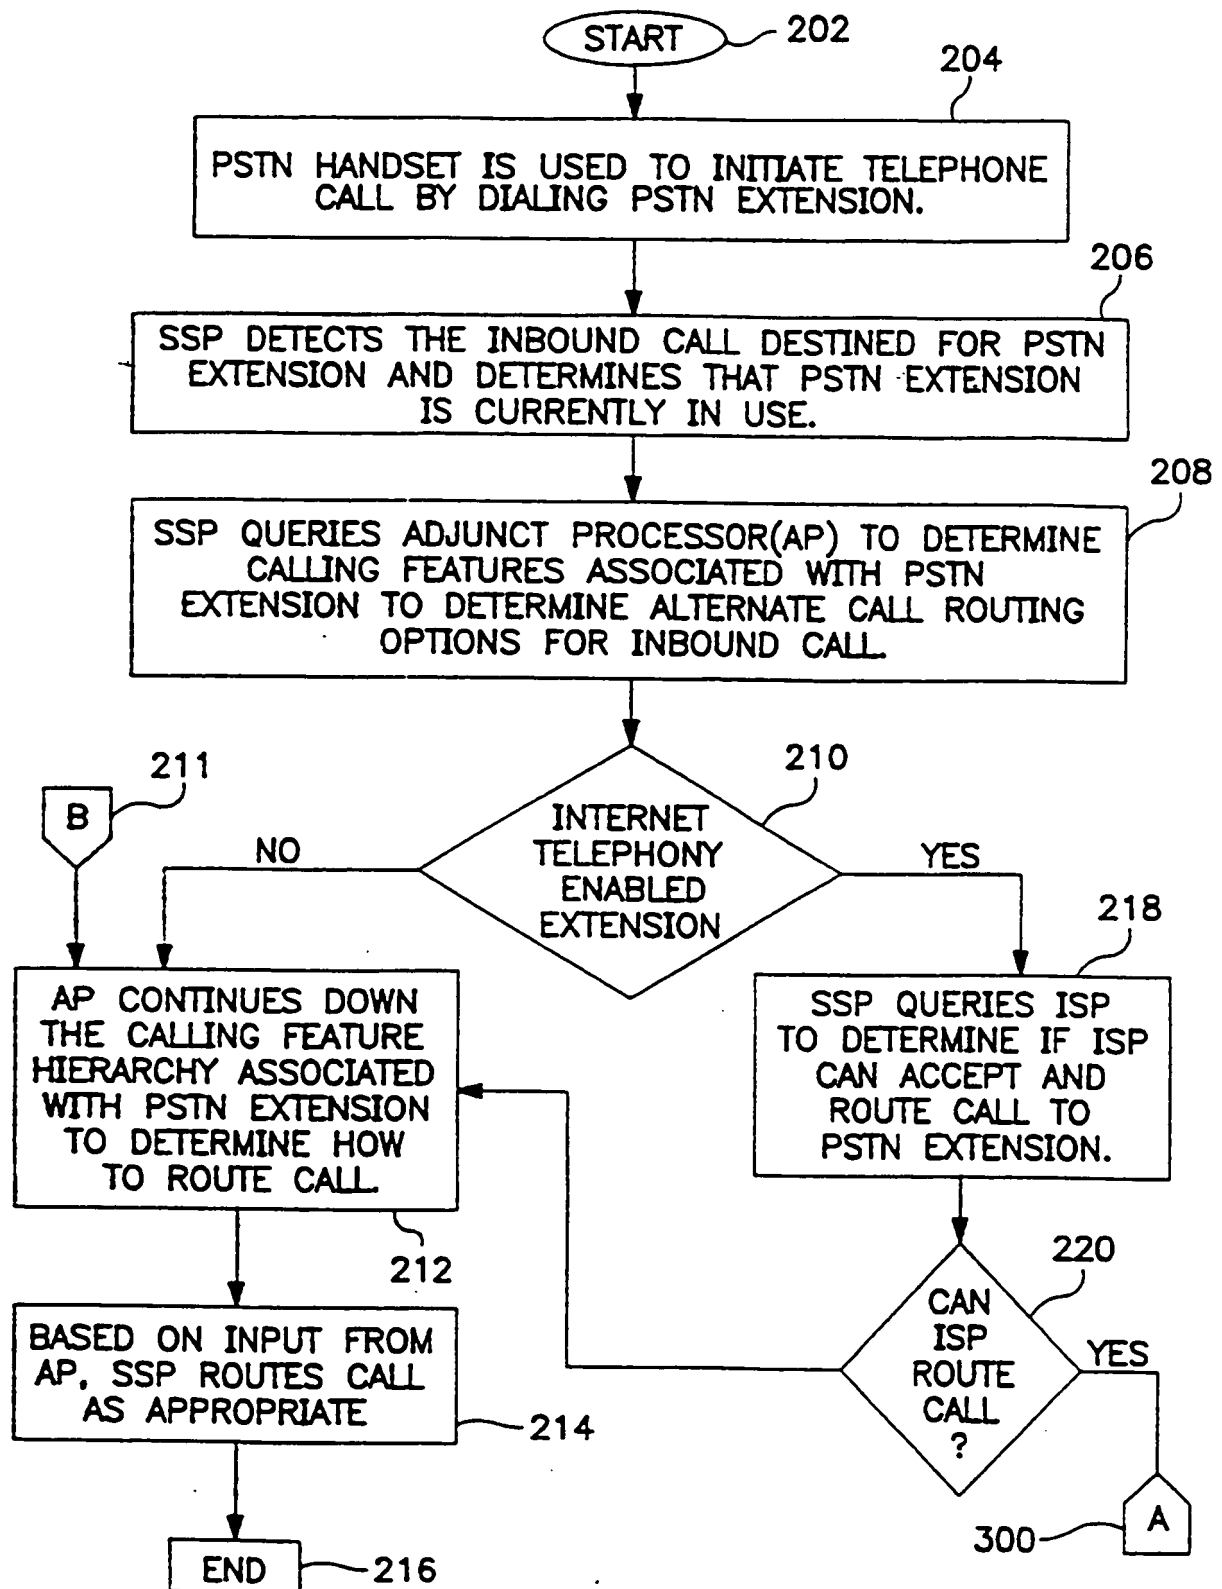 START
202
204
PSTN HANDSET IS USED TO INITIATE TELEPHONE
CALL BY DIALING PSTN EXTENSION.
206
SSP DETECTS THE INBOUND CALL DESTINED FOR PSTN
EXTENSION AND DETERMINES THAT PSTN EXTENSION
IS CURRENTLY IN USE.
208
SSP QUERIES ADJUNCT PROCESSOR(AP) TO DETERMINE
CALLING FEATURES ASSOCIATED WITH PSTN
EXTENSION TO DETERMINE ALTERNATE CALL ROUTING
OPTIONS FOR INBOUND CALL.
210
INTERNET
TELEPHONY
ENABLED
EXTENSION
211
B
NO
YES
AP CONTINUES DOWN
THE CALLING FEATURE
HIERARCHY ASSOCIATED
WITH PSTN EXTENSION
TO DETERMINE HOW
TO ROUTE CALL.
212
218
SSP QUERIES ISP
TO DETERMINE IF ISP
CAN ACCEPT AND
ROUTE CALL TO
PSTN EXTENSION.
220
CAN
ISP
ROUTE
CALL
?
YES
BASED ON INPUT FROM
AP, SSP ROUTES CALL
AS APPROPRIATE
214
300
A
END
216